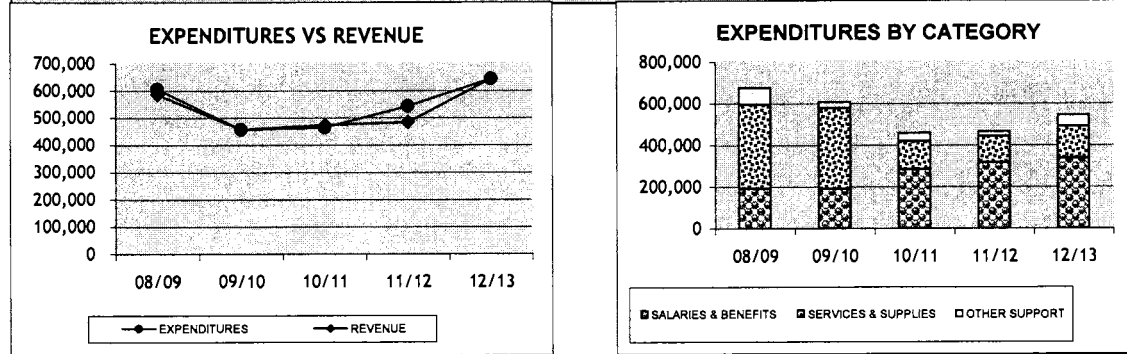 EXPENDITURES VS REVENUE
700,000
600,000
500,000
400,000
300,000
200,000
100,000
0
08/09 09/10 10/11 11/12 12/13
EXPENDITURES REVENUE
EXPENDITURES BY CATEGORY
800,000
600,000
400,000
200,000
0
08/09 09/10 10/11 11/12 12/13
SALARIES & BENEFITS SERVICES & SUPPLIES OTHER SUPPORT